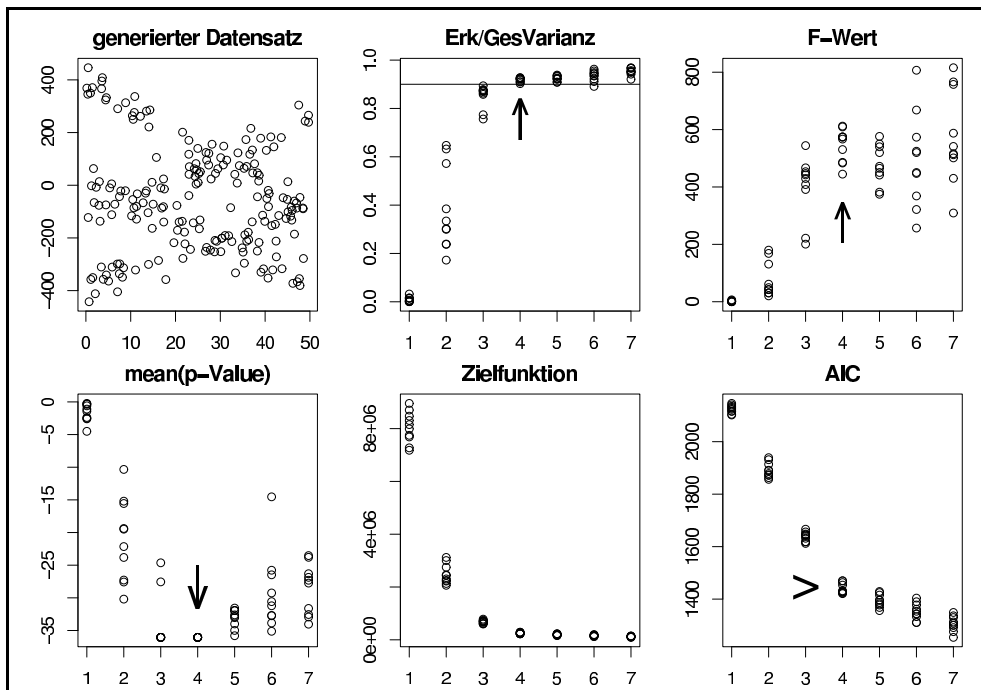 generierter Datensatz
400
200
0
−200
−400
0 10 20 30 40 50
Erk/GesVarianz
1.0
0.8
0.6
0.4
0.2
0.0
1 2 3 4 5 6 7
F−Wert
800
600
400
200
0
1 2 3 4 5 6 7
mean(p−Value)
0
−5
−15
−25
−35
1 2 3 4 5 6 7
Zielfunktion
8e+06
4e+06
0e+00
1 2 3 4 5 6 7
AIC
2000
1800
1600
1400
>
1 2 3 4 5 6 7